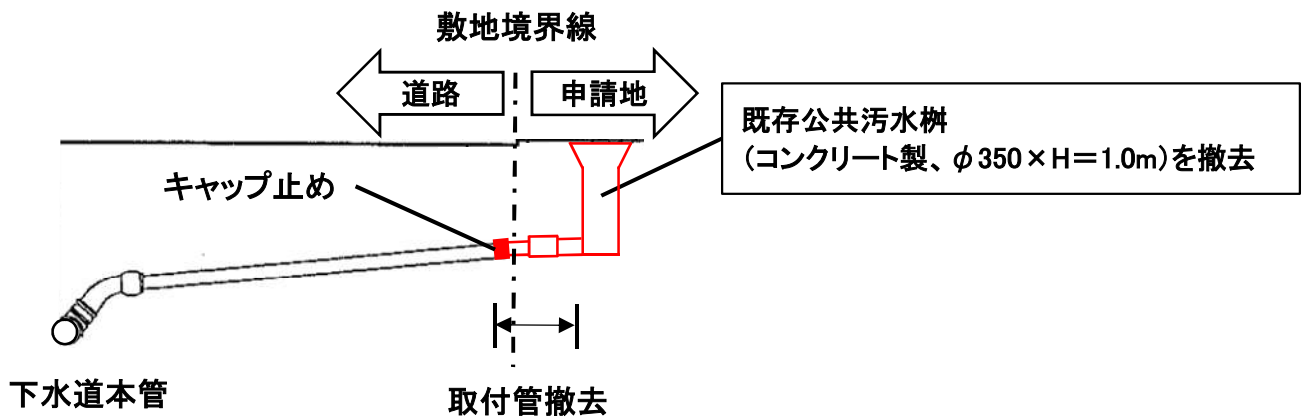 敷地境界線
道路
申請地
既存公共汚水桝
（コンクリート製、φ350×H＝1.0m）を撤去
キャップ止め
下水道本管
取付管撤去